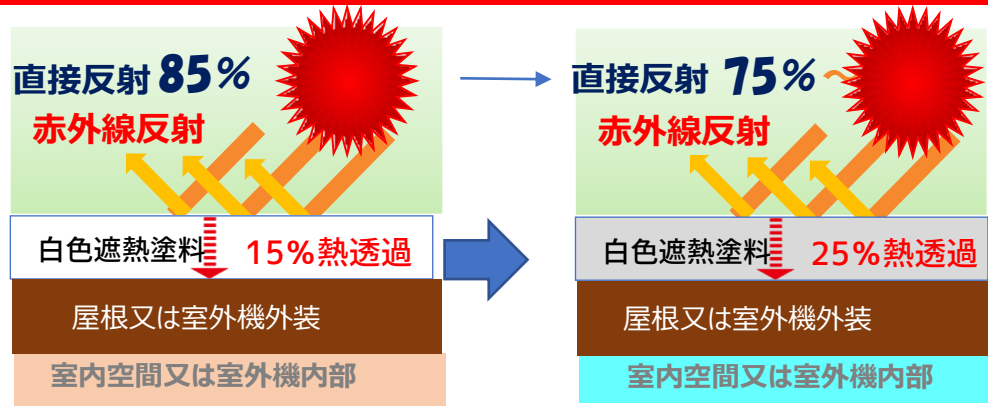 直接反射85%
赤外線反射
白色遮熱塗料 15%熱透過
屋根又は室外機外装
室内空間又は室外機内部
直接反射 75%
赤外線反射
白色遮熱塗料 25%熱透過
屋根又は室外機外装
室内空間又は室外機内部